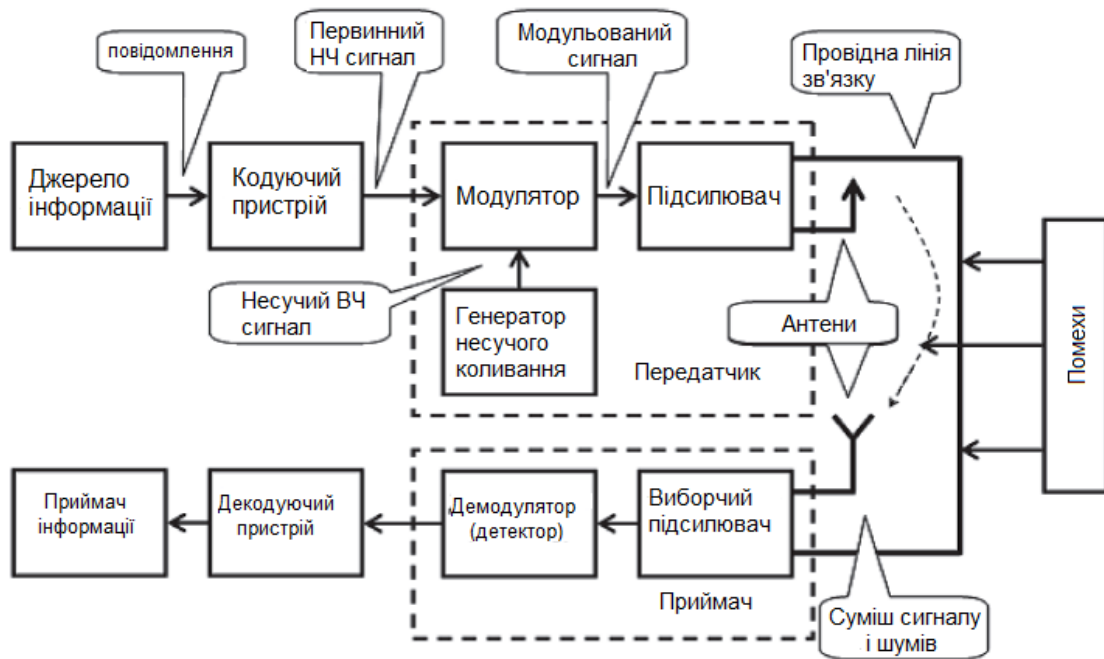 повідомлення
Первинний
НЧ сигнал
Модульований
сигнал
Провідна лінія
зв'язку
Джерело
інформації
Кодуючий
пристрій
Модулятор
Підсилювач
Несучий ВЧ
сигнал
Генератор
несучого
коливання
Антени
Передатчик
Помехи
Приймач
інформації
Декодуючий
пристрій
Демодулятор
(детектор)
Виборчий
підсилювач
Приймач
Суміш сигналу
і шумів